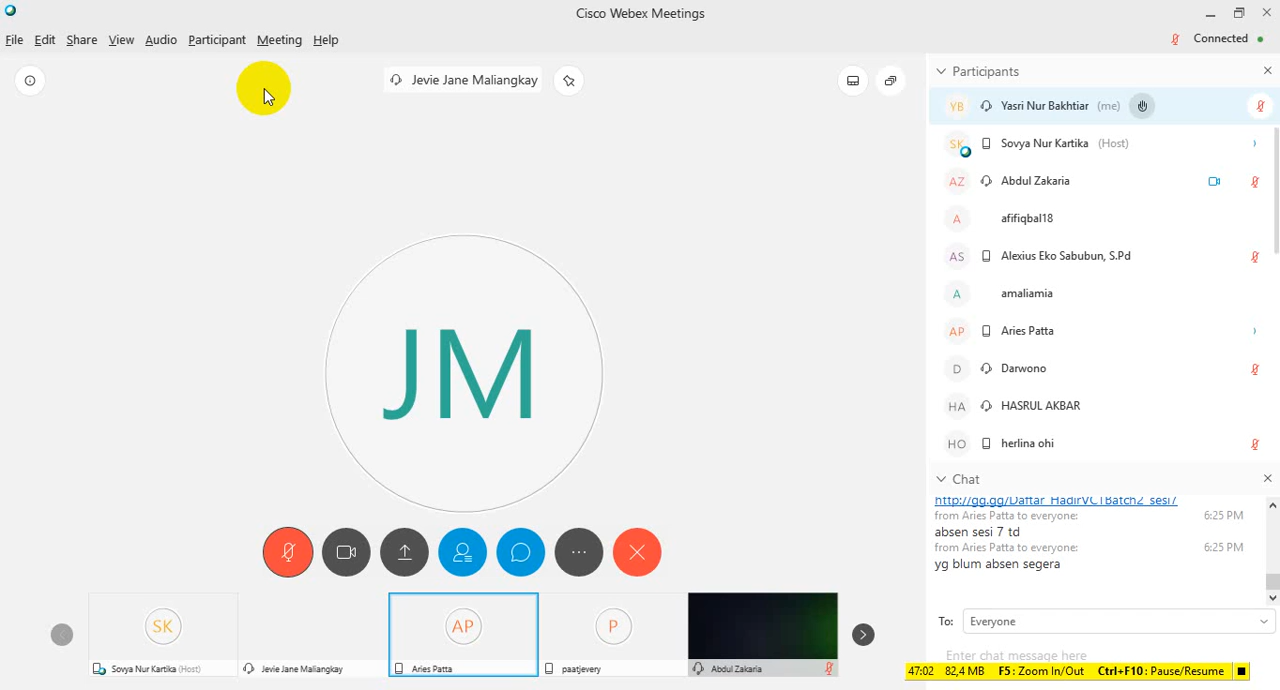 Cisco Webex Meetings
File Edit Share View Audio Participant Meeting Help
Connected
Jevie Jane Maliangkay
JM
SK
Sovya Nur Kartika (Host)
Jevie Jane Maliangkay
AP
Aries Patta
P
paatjevery
Abdul Zakaria
Participants
YB Yasri Nur Bakhtiar (me)
SK Sovya Nur Kartika (Host)
AZ Abdul Zakaria
A afifiqbal18
AS Alexius Eko Sabubun, S.Pd
A amaliamia
AP Aries Patta
D Darwono
HA HASRUL AKBAR
HO herlina ohi
Chat
http://gg.gg/Daftar_HadirVCTBatch2_sesi7
from Aries Patta to everyone: 6:25 PM
absen sesi 7 td
from Aries Patta to everyone: 6:25 PM
yg blum absen segera
To: Everyone
Enter chat message here
47:02 82,4 MB F5: Zoom In/Out Ctrl+F10: Pause/Resume